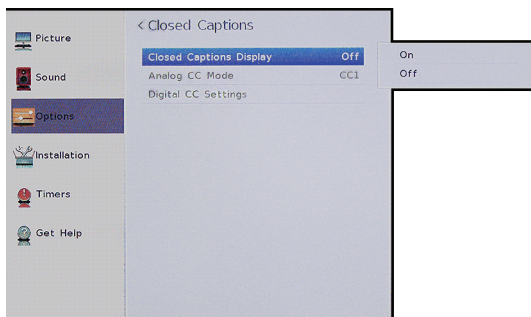 Picture
Sound
Options
Installation
Timers
Get Help
< Closed Captions
Closed Captions Display Off
Analog CC Mode CC1
Digital CC Settings
On
Off